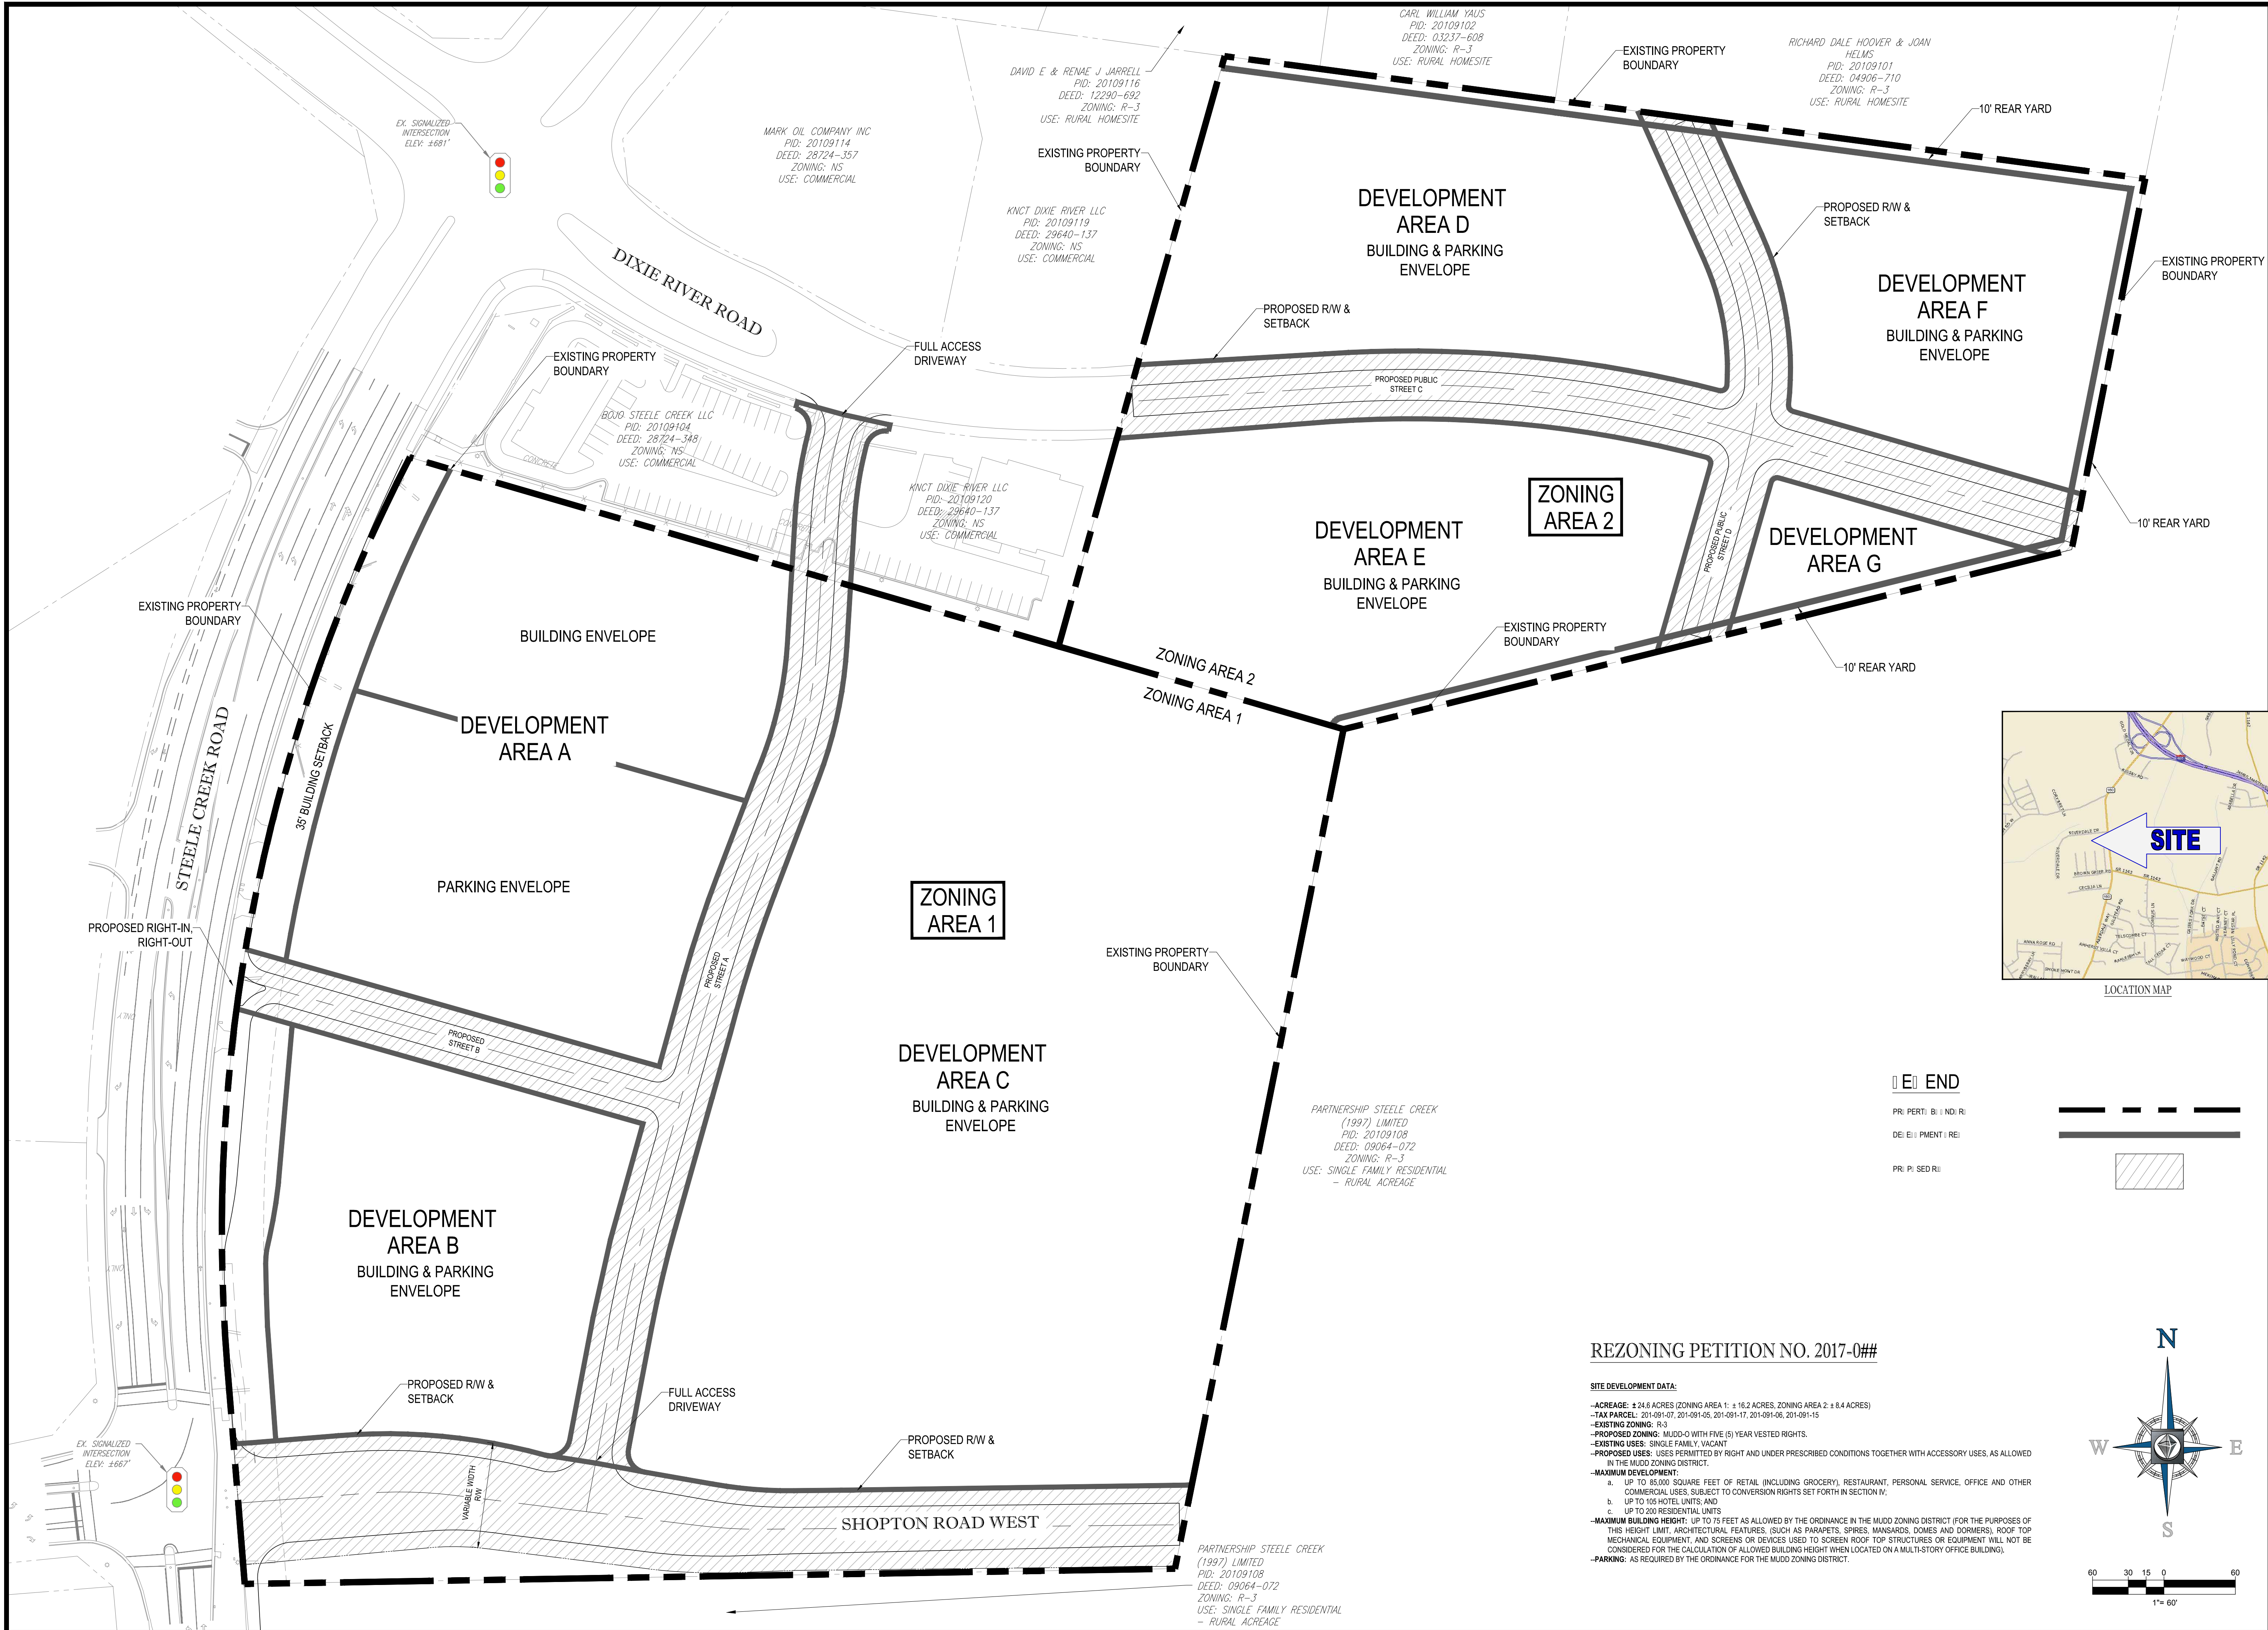 CARL WILLIAM YAUS
PID: 20109102
DEED: 03237-608
ZONING: R-3
USE: RURAL HOMESITE
EXISTING PROPERTY
BOUNDARY
RICHARD DALE HOOVER & JOAN
HELMS
PID: 20109101
DEED: 04906-710
ZONING: R-3
USE: RURAL HOMESITE
10' REAR YARD
DAVID E & RENAE J JARRELL
PID: 20109116
DEED: 12290-692
ZONING: R-3
USE: RURAL HOMESITE
EX. SIGNALIZED
INTERSECTION
ELEV: ±681'
MARK OIL COMPANY INC
PID: 20109114
DEED: 28724-357
ZONING: NS
USE: COMMERCIAL
EXISTING PROPERTY
BOUNDARY
KNCT DIXIE RIVER LLC
PID: 20109119
DEED: 29640-137
ZONING: NS
USE: COMMERCIAL
DEVELOPMENT
AREA D
BUILDING & PARKING
ENVELOPE
PROPOSED R/W &
SETBACK
EXISTING PROPERTY
BOUNDARY
DEVELOPMENT
AREA F
BUILDING & PARKING
ENVELOPE
DIXIE RIVER ROAD
PROPOSED R/W &
SETBACK
FULL ACCESS
DRIVEWAY
EXISTING PROPERTY
BOUNDARY
PROPOSED PUBLIC
STREET C
BOJO STEELE CREEK LLC
PID: 20109104
DEED: 28724-348
ZONING: NS
USE: COMMERCIAL
CONCRETE
KNCT DIXIE RIVER LLC
PID: 20109120
DEED: 29640-137
ZONING: NS
USE: COMMERCIAL
CONCRETE
ZONING
AREA 2
DEVELOPMENT
AREA E
BUILDING & PARKING
ENVELOPE
PROPOSED PUBLIC
STREET D
DEVELOPMENT
AREA G
10' REAR YARD
EXISTING PROPERTY
BOUNDARY
BUILDING ENVELOPE
EXISTING PROPERTY
BOUNDARY
ZONING AREA 2
ZONING AREA 1
10' REAR YARD
DEVELOPMENT
AREA A
35' BUILDING SETBACK
STEELE CREEK ROAD
PARKING ENVELOPE
ZONING
AREA 1
PROPOSED RIGHT-IN,
RIGHT-OUT
PROPOSED
STREET A
EXISTING PROPERTY
BOUNDARY
SITE
RIVERDALE DR
BROWN GRIER RD
SR 1142
CECILIA LN
ANNA ROSE RD
LOCATION MAP
PROPOSED
STREET B
ONLY
DEVELOPMENT
AREA C
BUILDING & PARKING
ENVELOPE
PARTNERSHIP STEELE CREEK
(1997) LIMITED
PID: 20109108
DEED: 09064-072
ZONING: R-3
USE: SINGLE FAMILY RESIDENTIAL
- RURAL ACREAGE
DEVELOPMENT
AREA B
BUILDING & PARKING
ENVELOPE
ONLY
PROPOSED R/W &
SETBACK
FULL ACCESS
DRIVEWAY
PROPOSED R/W &
SETBACK
EX. SIGNALIZED
INTERSECTION
ELEV: ±667'
VARIABLE WIDTH
R/W
SHOPTON ROAD WEST
PARTNERSHIP STEELE CREEK
(1997) LIMITED
PID: 20109108
DEED: 09064-072
ZONING: R-3
USE: SINGLE FAMILY RESIDENTIAL
- RURAL ACREAGE
REZONING PETITION NO. 2017-0##
SITE DEVELOPMENT DATA:
--ACREAGE: ± 24.6 ACRES (ZONING AREA 1: ± 16.2 ACRES, ZONING AREA 2: ± 8.4 ACRES)
--TAX PARCEL: 201-091-07, 201-091-05, 201-091-17, 201-091-06, 201-091-15
--EXISTING ZONING: R-3
--PROPOSED ZONING: MUDD-O WITH FIVE (5) YEAR VESTED RIGHTS.
--EXISTING USES: SINGLE FAMILY, VACANT
--PROPOSED USES: USES PERMITTED BY RIGHT AND UNDER PRESCRIBED CONDITIONS TOGETHER WITH ACCESSORY USES, AS ALLOWED
IN THE MUDD ZONING DISTRICT.
--MAXIMUM DEVELOPMENT:
a. UP TO 85,000 SQUARE FEET OF RETAIL (INCLUDING GROCERY), RESTAURANT, PERSONAL SERVICE, OFFICE AND OTHER
COMMERCIAL USES, SUBJECT TO CONVERSION RIGHTS SET FORTH IN SECTION IV;
b. UP TO 105 HOTEL UNITS; AND
c. UP TO 200 RESIDENTIAL UNITS
--MAXIMUM BUILDING HEIGHT: UP TO 75 FEET AS ALLOWED BY THE ORDINANCE IN THE MUDD ZONING DISTRICT (FOR THE PURPOSES OF
THIS HEIGHT LIMIT, ARCHITECTURAL FEATURES, (SUCH AS PARAPETS, SPIRES, MANSARDS, DOMES AND DORMERS), ROOF TOP
MECHANICAL EQUIPMENT, AND SCREENS OR DEVICES USED TO SCREEN ROOF TOP STRUCTURES OR EQUIPMENT WILL NOT BE
CONSIDERED FOR THE CALCULATION OF ALLOWED BUILDING HEIGHT WHEN LOCATED ON A MULTI-STORY OFFICE BUILDING).
--PARKING: AS REQUIRED BY THE ORDINANCE FOR THE MUDD ZONING DISTRICT.
N
W
E
S
60 30 15 0 60
1"= 60'